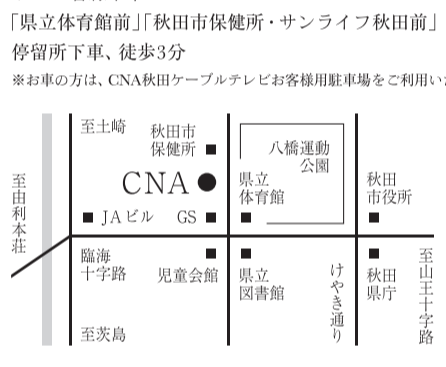 「県立体育館前」「秋田市保健所・サンライフ秋田前」
停留所下車、徒歩3分
※お車の方は、CNA秋田ケーブルテレビお客様用駐車場をご利用い
至土崎
秋田市
保健所
八橋運動
公園
CNA
県立
体育館
秋田
市役所
至由利本荘
JAビル
GS
臨海
十字路
児童会館
県立
図書館
けやき通り
秋田
県庁
至山王十字路
至茨島